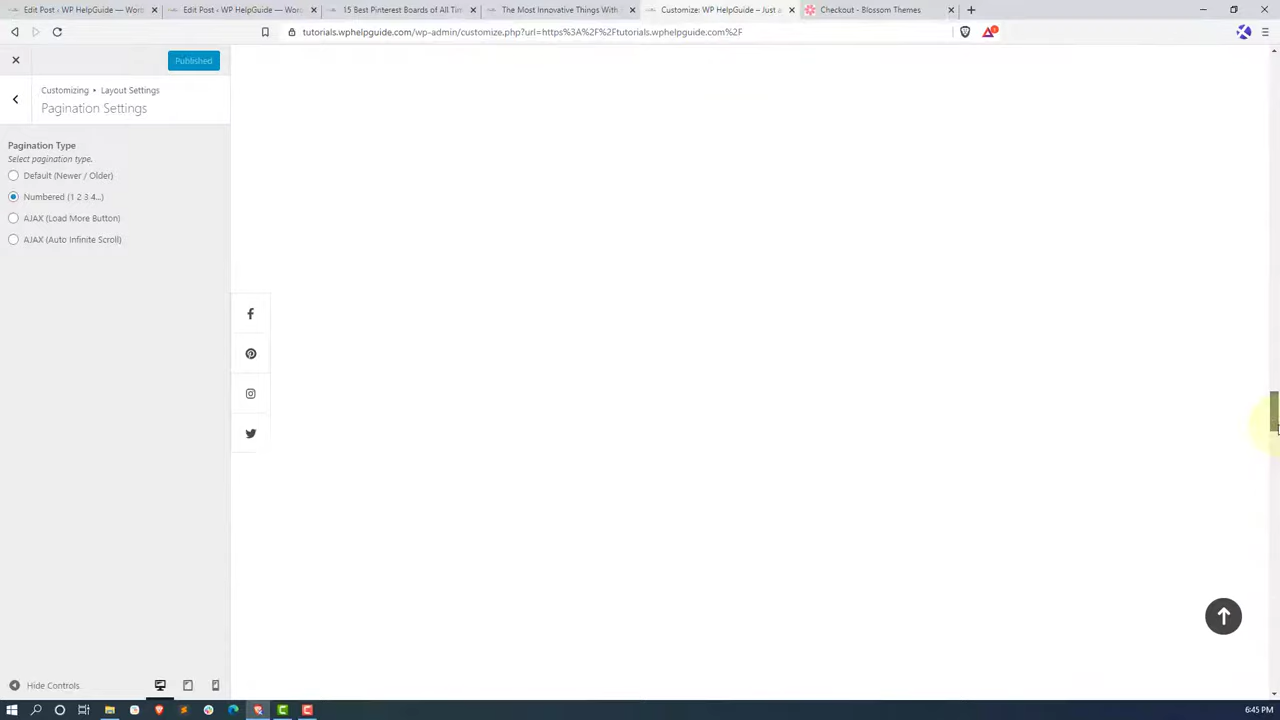 Edit Post ‹ WP HelpGuide — Word
Edit Post ‹ WP HelpGuide — Word
15 Best Pinterest Boards of All Tim
The Most Innovative Things With
Customize: WP HelpGuide – Just a
Checkout - Blossom Themes
tutorials.wphelpguide.com/wp-admin/customize.php?url=https%3A%2F%2Ftutorials.wphelpguide.com%2F
Published
Customizing • Layout Settings
Pagination Settings
Pagination Type
Select pagination type.
Default (Newer / Older)
Numbered (1 2 3 4...)
AJAX (Load More Button)
AJAX (Auto Infinite Scroll)
Hide Controls
6:45 PM